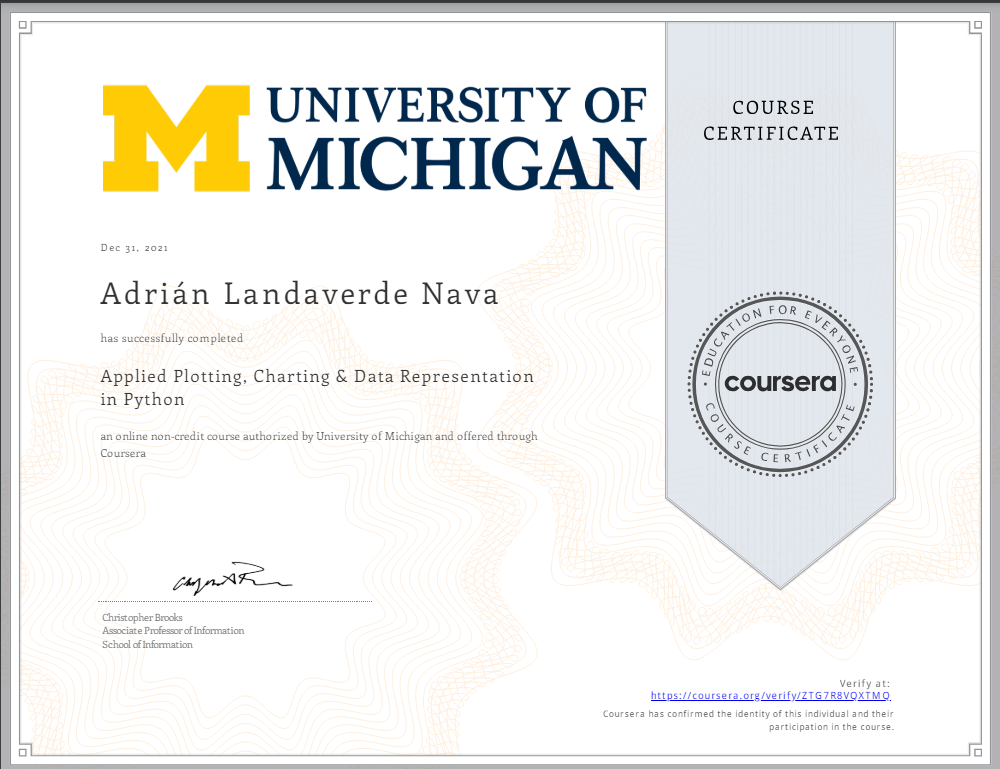 M UNIVERSITY OF
MICHIGAN
COURSE
CERTIFICATE
Dec 31, 2021
Adrián Landaverde Nava
has successfully completed
Applied Plotting, Charting & Data Representation
in Python
an online non-credit course authorized by University of Michigan and offered through
Coursera
EDUCATION FOR EVERYONE
coursera
COURSE CERTIFICATE
Christopher Brooks
Associate Professor of Information
School of Information
Verify at:
https://coursera.org/verify/ZTG7R8VQXTMQ
Coursera has confirmed the identity of this individual and their
participation in the course.